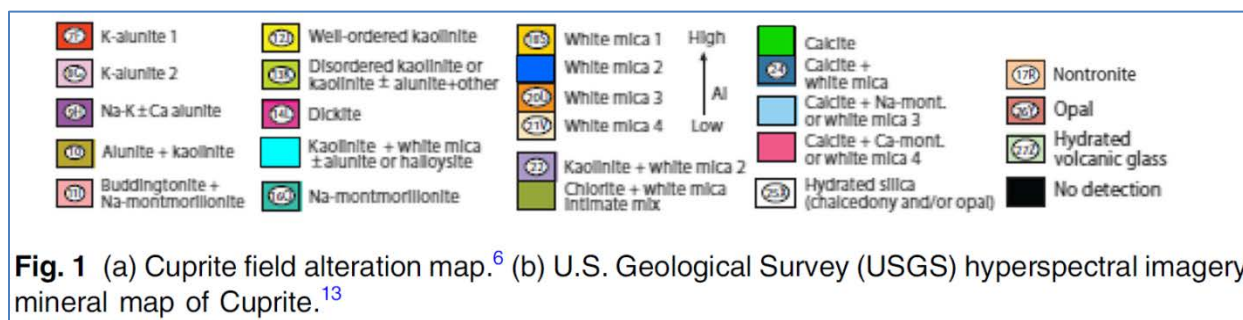 K-alunite 1
K-alunite 2
Na-K±Ca alunite
10 Alunite + kaolinite
Buddingtonite +
Na-montmorillonite
Well-ordered kaolinite
Disordered kaolinite or
kaolinite ± alunite+other
Dickite
Kaolinite + white mica
±alunite or halloysite
Na-montmorillonite
White mica 1
White mica 2
White mica 3
White mica 4
High
Al
Low
22 Kaolinite + white mica 2
Chlorite + white mica
Intimate mix
Calcite
24 Calcite +
white mica
Calcite + Na-mont.
or white mica 3
Calcite + Ca-mont.
or white mica 4
Hydrated silica
(chalcedony and/or opal)
17R Nontronite
Opal
Hydrated
volcanic glass
No detection
Fig. 1 (a) Cuprite field alteration map.6 (b) U.S. Geological Survey (USGS) hyperspectral imagery
mineral map of Cuprite.13